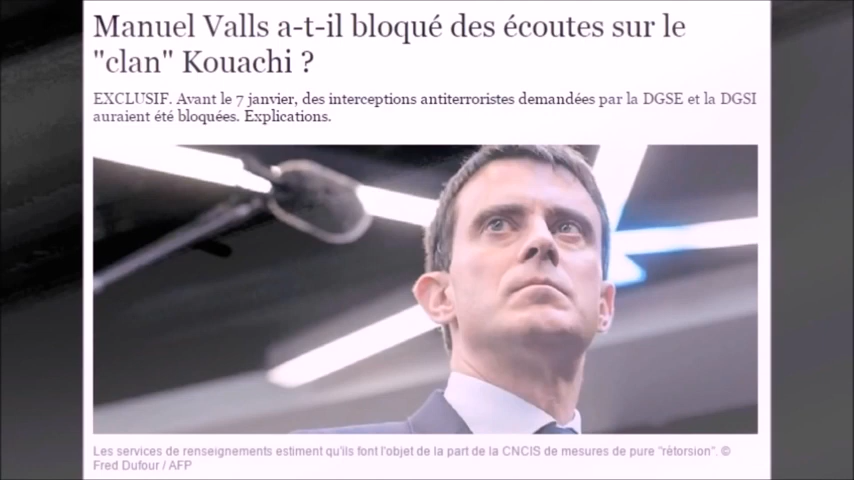 Manuel Valls a-t-il bloqué des écoutes sur le
"clan" Kouachi ?
EXCLUSIF. Avant le 7 janvier, des interceptions antiterroristes demandées par la DGSE et la DGSI
auraient été bloquées. Explications.
Les services de renseignements estiment qu'ils font l'objet de la part de la CNCIS de mesures de pure "rétorsion". ©
Fred Dufour / AFP